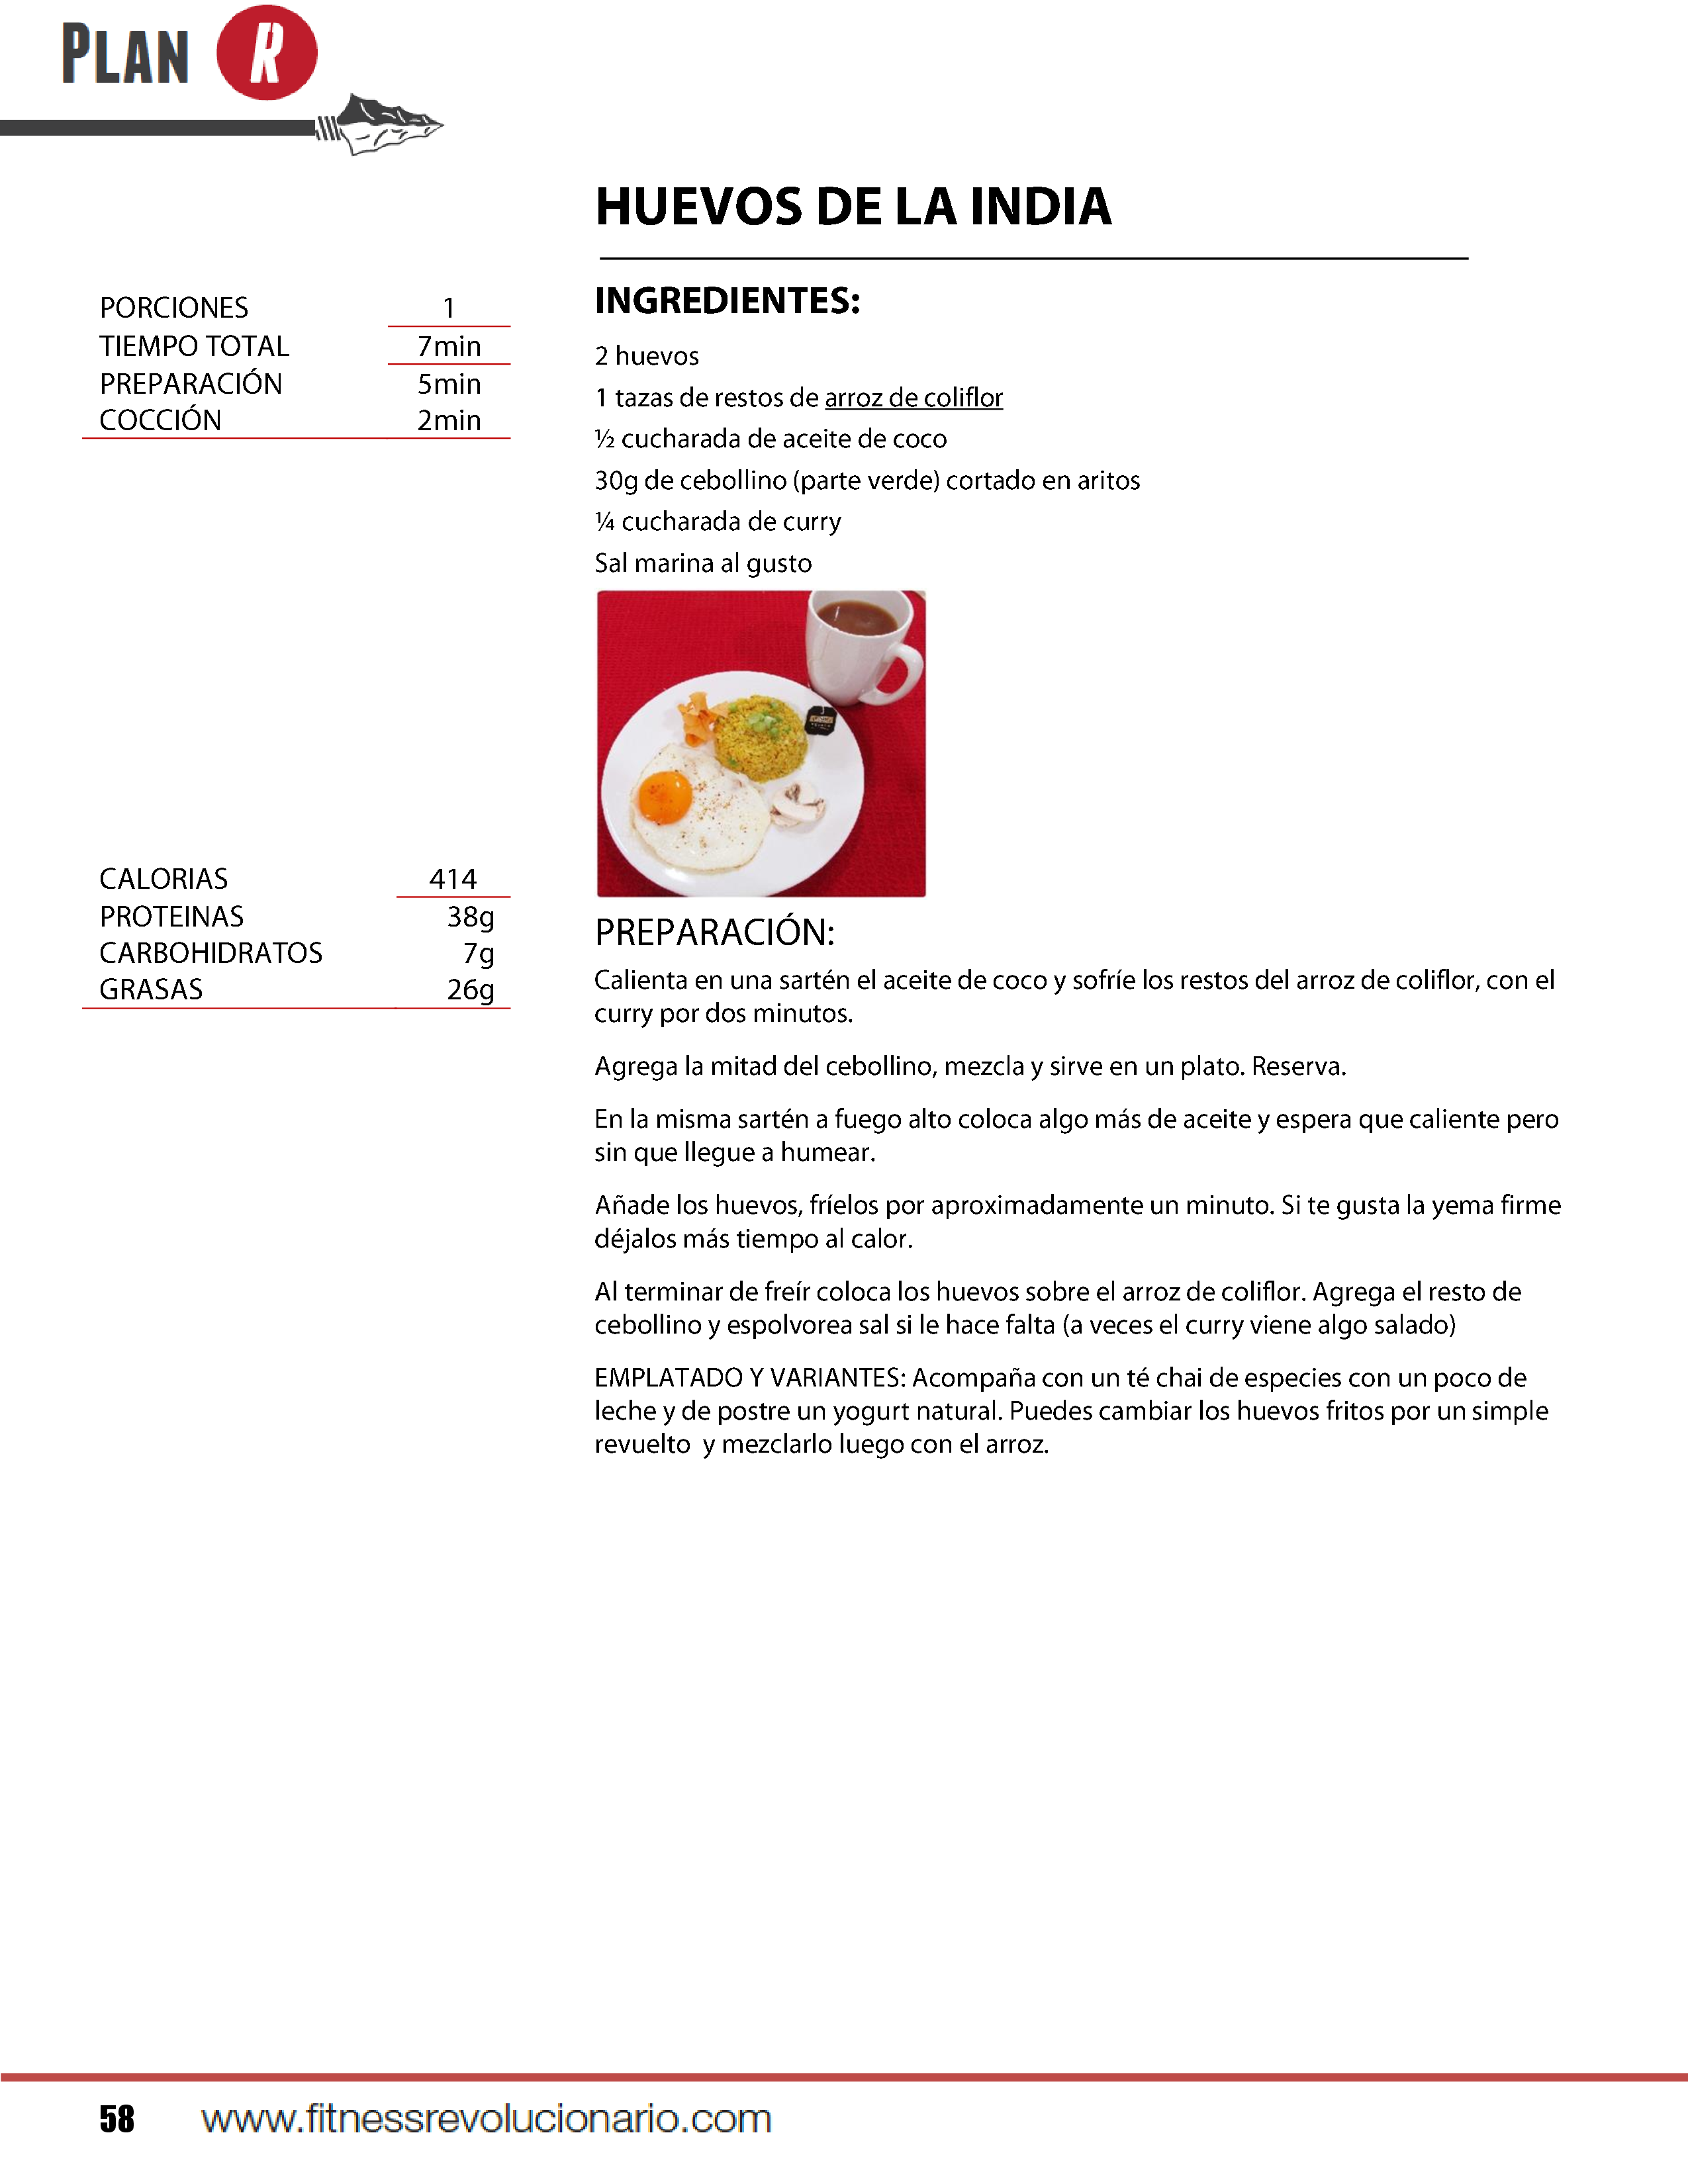 PLAN R
HUEVOS DE LA INDIA
PORCIONES 1
TIEMPO TOTAL 7min
PREPARACIÓN 5min
COCCIÓN 2min
INGREDIENTES:
2 huevos
1 tazas de restos de arroz de coliflor
½ cucharada de aceite de coco
30g de cebollino (parte verde) cortado en aritos
¼ cucharada de curry
Sal marina al gusto
CALORIAS 414
PROTEINAS 38g
CARBOHIDRATOS 7g
GRASAS 26g
PREPARACIÓN:
Calienta en una sartén el aceite de coco y sofríe los restos del arroz de coliflor, con el
curry por dos minutos.
Agrega la mitad del cebollino, mezcla y sirve en un plato. Reserva.
En la misma sartén a fuego alto coloca algo más de aceite y espera que caliente pero
sin que llegue a humear.
Añade los huevos, fríelos por aproximadamente un minuto. Si te gusta la yema firme
déjalos más tiempo al calor.
Al terminar de freír coloca los huevos sobre el arroz de coliflor. Agrega el resto de
cebollino y espolvorea sal si le hace falta (a veces el curry viene algo salado)
EMPLATADO Y VARIANTES: Acompaña con un té chai de especies con un poco de
leche y de postre un yogurt natural. Puedes cambiar los huevos fritos por un simple
revuelto y mezclarlo luego con el arroz.
58 www.fitnessrevolucionario.com